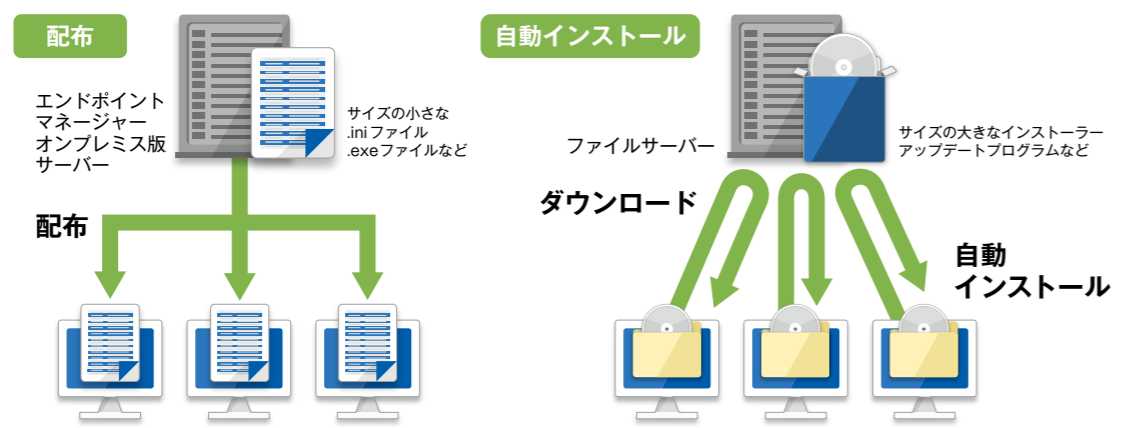 配布
エンドポイント
マネージャー
オンプレミス版
サーバー
サイズの小さな
.iniファイル
.exeファイルなど
配布
自動インストール
ファイルサーバー
サイズの大きなインストーラー
アップデートプログラムなど
ダウンロード
自動
インストール